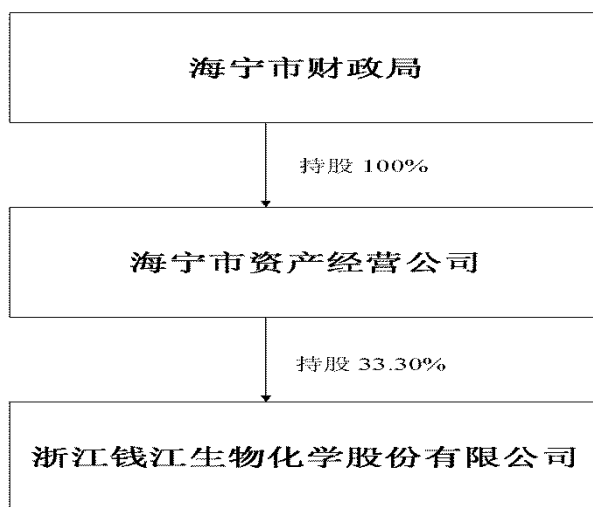 海宁市财政局
持股 100%
海宁市资产经营公司
持股 33.30%
浙江钱江生物化学股份有限公司